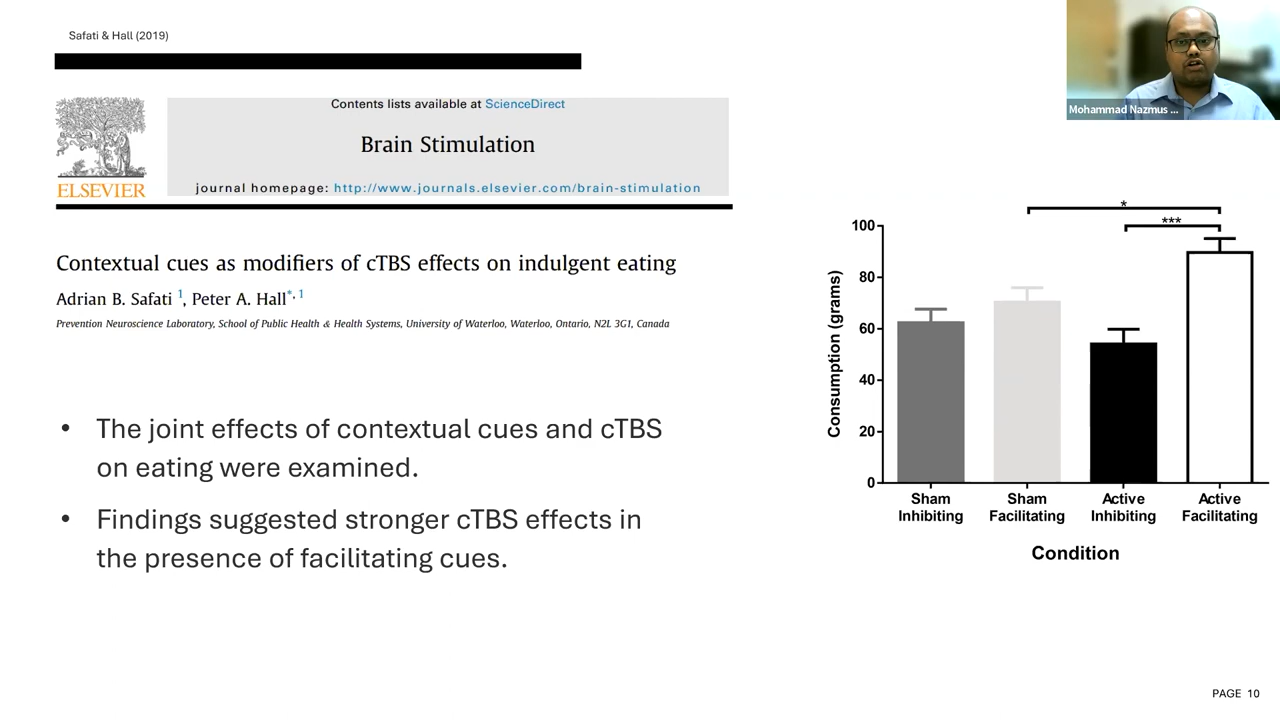 Safati & Hall (2019)
Contents lists available at ScienceDirect
Brain Stimulation
ELSEVIER
journal homepage: http://www.journals.elsevier.com/brain-stimulation
Contextual cues as modifiers of cTBS effects on indulgent eating
Adrian B. Safati 1, Peter A. Hall*, 1
Prevention Neuroscience Laboratory, School of Public Health & Health Systems, University of Waterloo, Waterloo, Ontario, N2L 3G1, Canada
• The joint effects of contextual cues and cTBS
on eating were examined.
• Findings suggested stronger cTBS effects in
the presence of facilitating cues.
Mohammad Nazmus ...
*
***
Consumption (grams)
100
80
60
40
20
0
Sham
Inhibiting
Sham
Facilitating
Active
Inhibiting
Active
Facilitating
Condition
PAGE 10